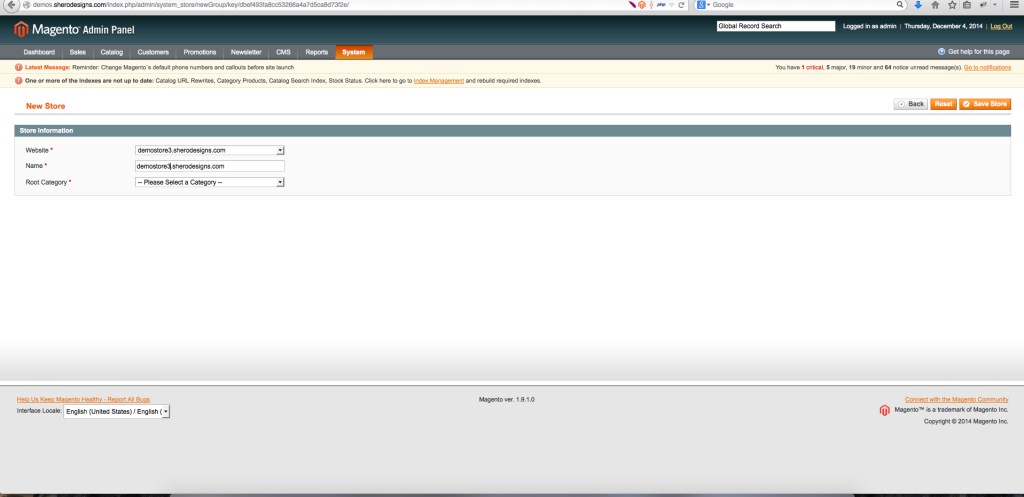 demos.sherodesigns.com/index.php/admin/system_store/newGroup/key/dbef493fa8cc53266a4a7d5ca8d73f2e/
php
Google
Magento Admin Panel
Global Record Search
Logged in as admin | Thursday, December 4, 2014 | Log Out
Dashboard Sales Catalog Customers Promotions Newsletter CMS Reports System
Get help for this page
Latest Message: Reminder: Change Magento`s default phone numbers and callouts before site launch
You have 1 critical, 5 major, 19 minor and 64 notice unread message(s). Go to notifications
One or more of the Indexes are not up to date: Catalog URL Rewrites, Category Products, Catalog Search Index, Stock Status. Click here to go to Index Management and rebuild required indexes.
New Store
Back Reset Save Store
Store Information
Website * demostore3.sherodesigns.com
Name * demostore3.sherodesigns.com
Root Category * -- Please Select a Category --
Help Us Keep Magento Healthy - Report All Bugs
Interface Locale: English (United States) / English (
Magento ver. 1.9.1.0
Connect with the Magento Community
Magento™ is a trademark of Magento Inc.
Copyright © 2014 Magento Inc.